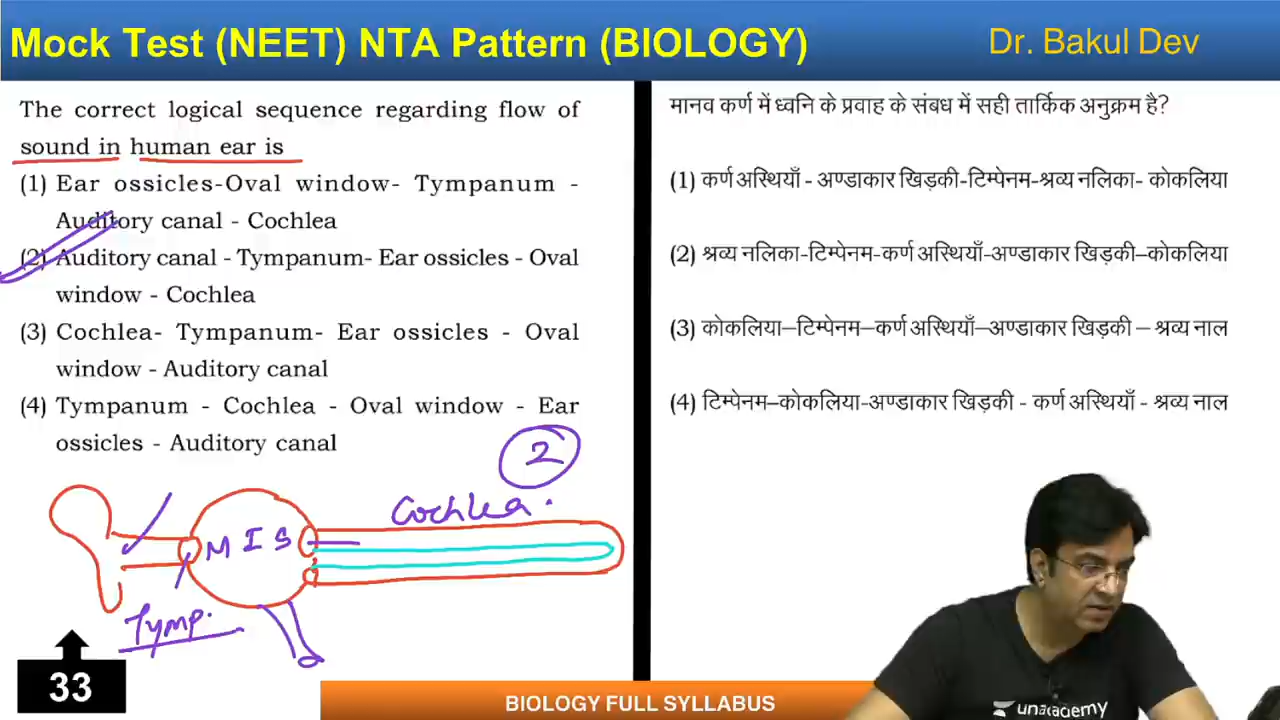 Mock Test (NEET) NTA Pattern (BIOLOGY)
Dr. Bakul Dev
The correct logical sequence regarding flow of
sound in human ear is
(1) Ear ossicles-Oval window- Tympanum -
Auditory canal - Cochlea
(2) Auditory canal - Tympanum- Ear ossicles - Oval
window - Cochlea
(3) Cochlea- Tympanum- Ear ossicles - Oval
window - Auditory canal
(4) Tympanum - Cochlea - Oval window - Ear
ossicles - Auditory canal
2
Cochlea.
M I S
Tymp.
33
मानव कर्ण में ध्वनि के प्रवाह के संबध में सही तार्किक अनुक्रम है?
(1) कर्ण अस्थियाँ - अण्डाकार खिड़की-टिम्पेनम-श्रव्य नलिका- कोकलिया
(2) श्रव्य नलिका-टिम्पेनम-कर्ण अस्थियाँ-अण्डाकार खिड़की–कोकलिया
(3) कोकलिया–टिम्पेनम–कर्ण अस्थियाँ–अण्डाकार खिड़की – श्रव्य नाल
(4) टिम्पेनम–कोकलिया-अण्डाकार खिड़की - कर्ण अस्थियाँ - श्रव्य नाल
unacademy
BIOLOGY FULL SYLLABUS